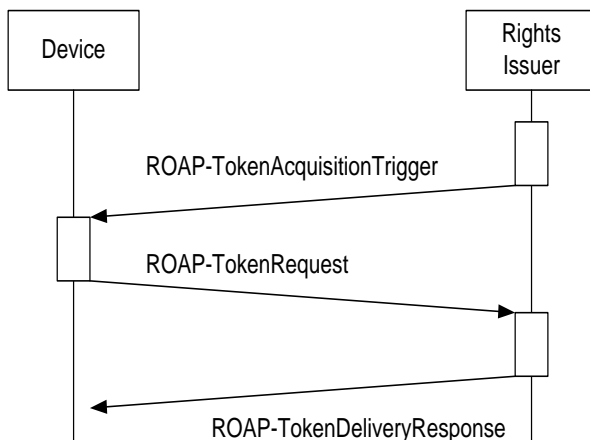 Device
Rights
Issuer
ROAP-TokenAcquisitionTrigger
ROAP-TokenRequest
ROAP-TokenDeliveryResponse